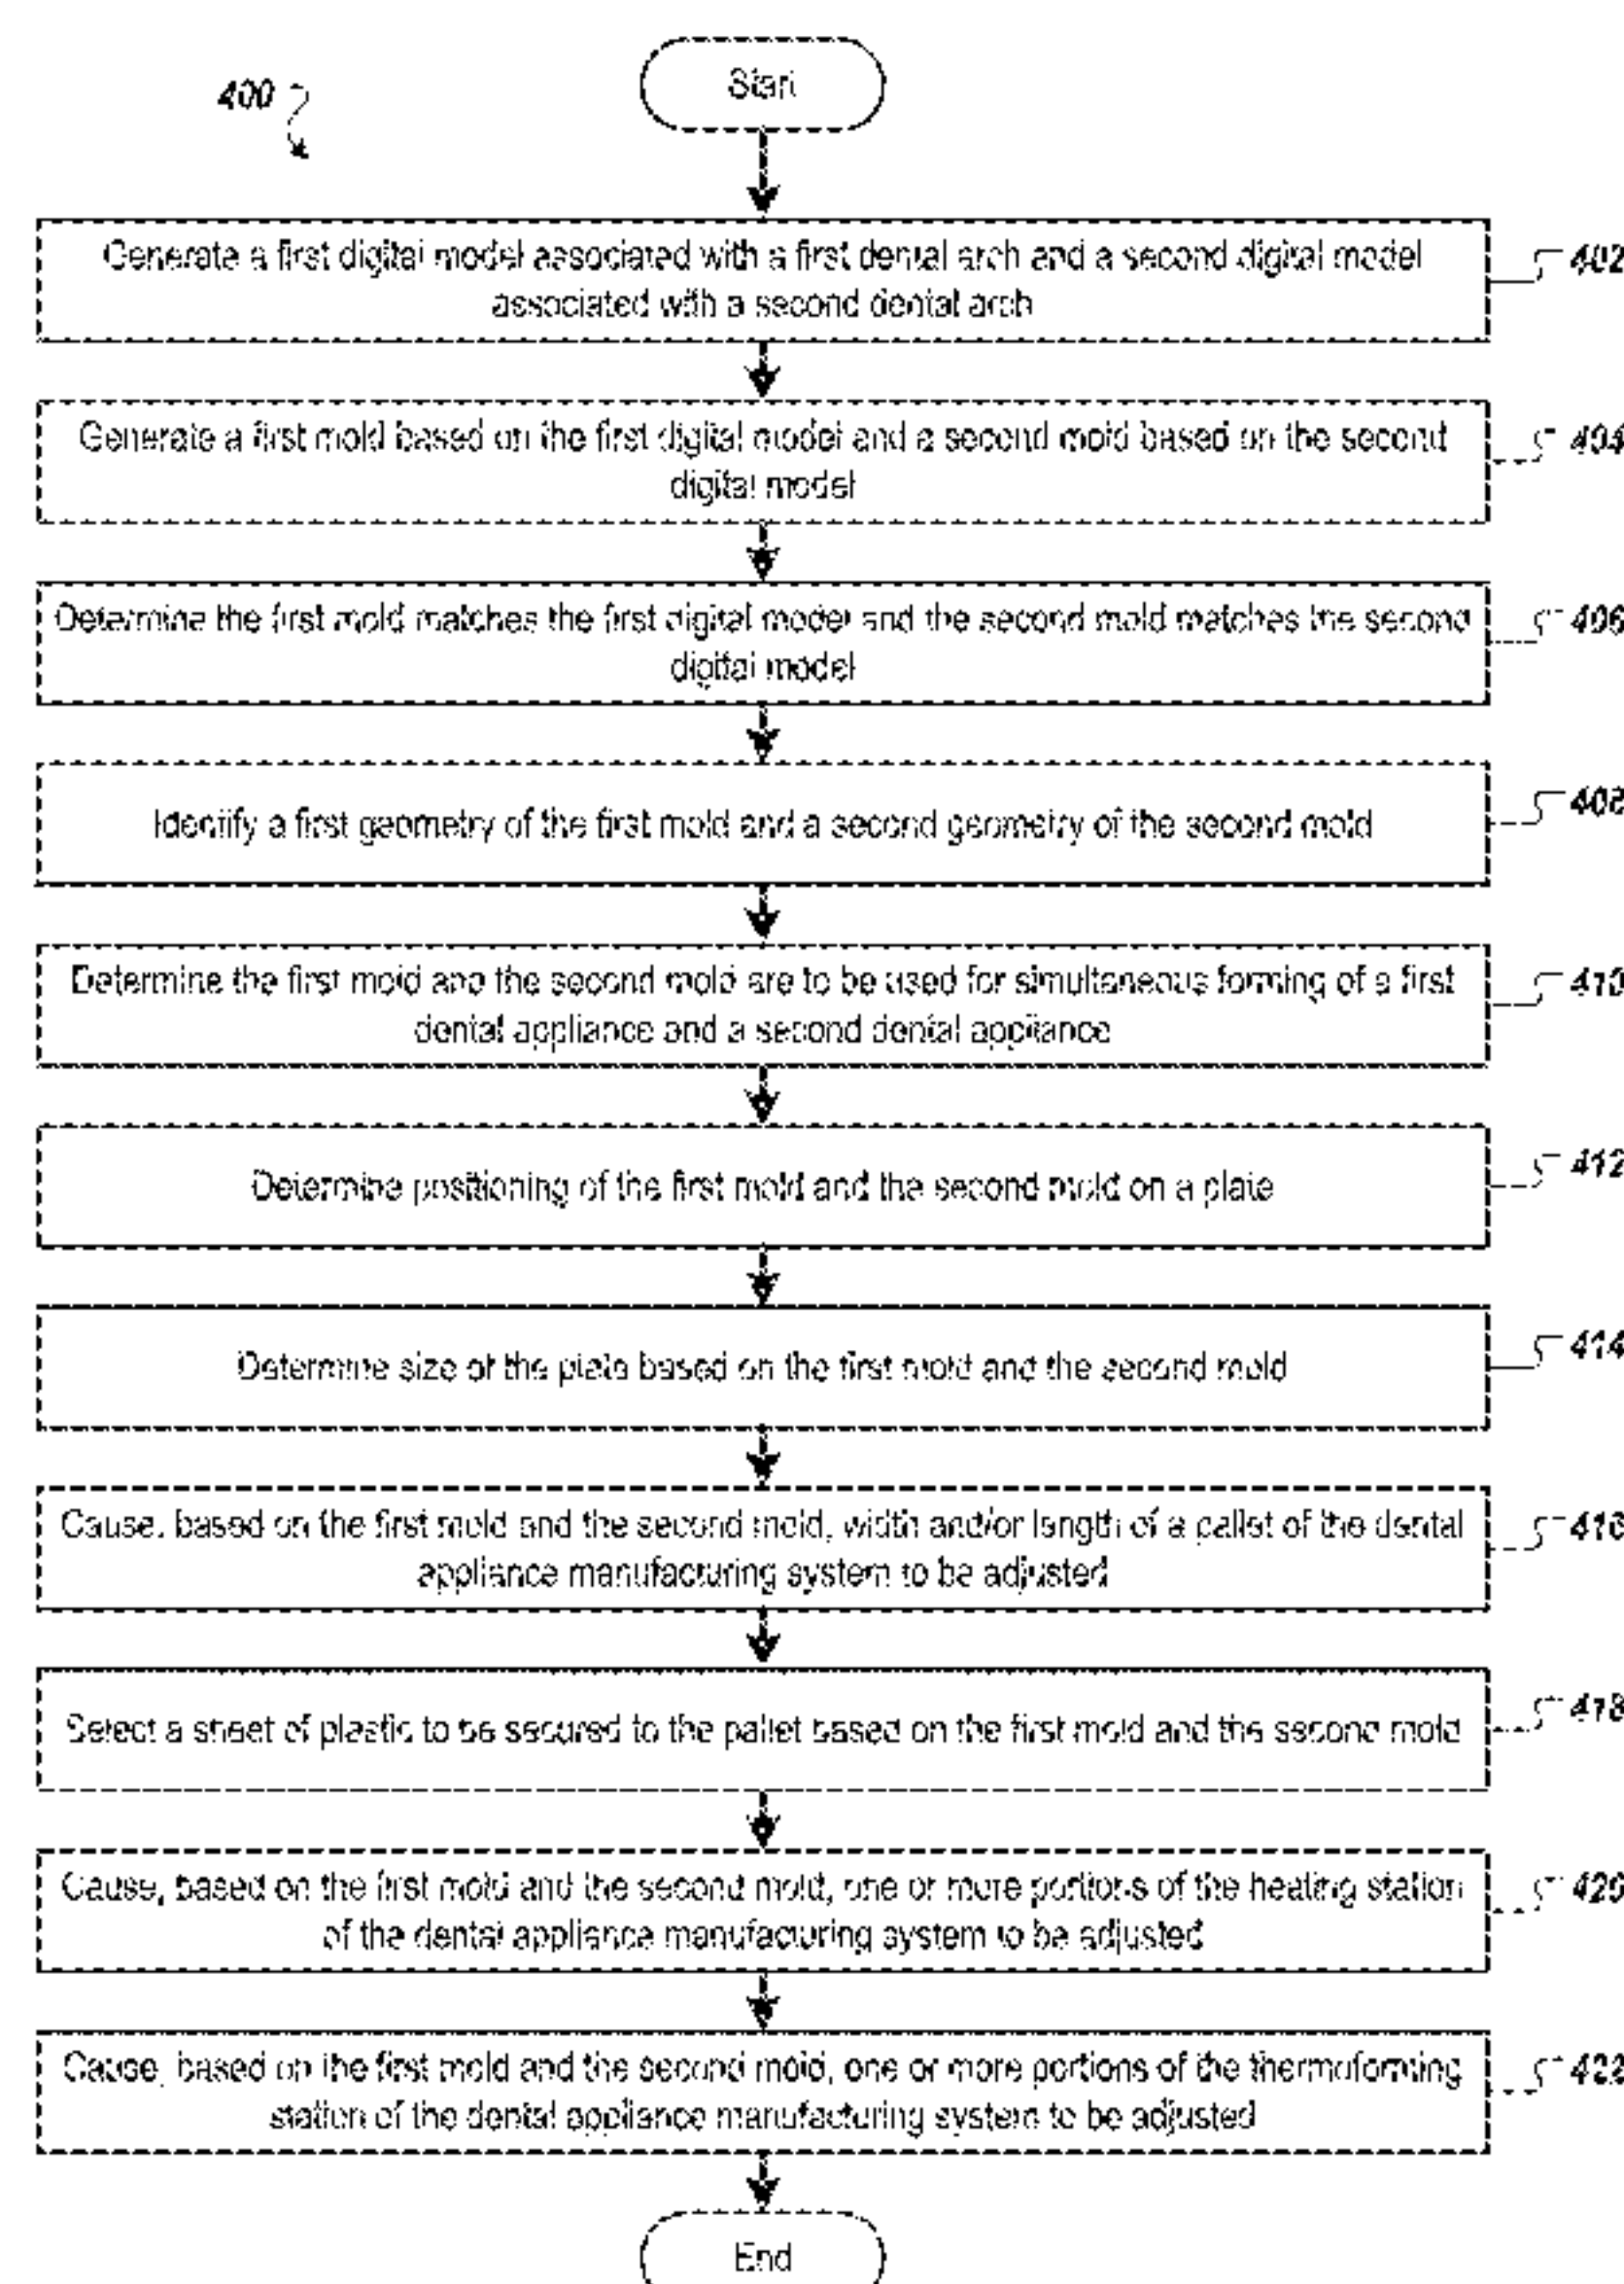 Start
400
Generate a first digital model associated with a first dental arch and a second digital model
associated with a second dental arch
402
Generate a first mold based on the first digital model and a second mold based on the second
digital model
404
Determine the first mold matches the first digital model and the second mold matches the second
digital model
406
Identify a first geometry of the first mold and a second geometry of the second mold
408
Determine the first mold and the second mold are to be used for simultaneous forming of a first
dental appliance and a second dental appliance
410
Determine positioning of the first mold and the second mold on a plate
412
Determine size of the plate based on the first mold and the second mold
414
Cause, based on the first mold and the second mold, width and/or length of a pallet of the dental
appliance manufacturing system to be adjusted
416
Select a sheet of plastic to be secured to the pallet based on the first mold and the second mold
418
Cause, based on the first mold and the second mold, one or more portions of the heating station
of the dental appliance manufacturing system to be adjusted
420
Cause, based on the first mold and the second mold, one or more portions of the thermoforming
station of the dental appliance manufacturing system to be adjusted
422
End